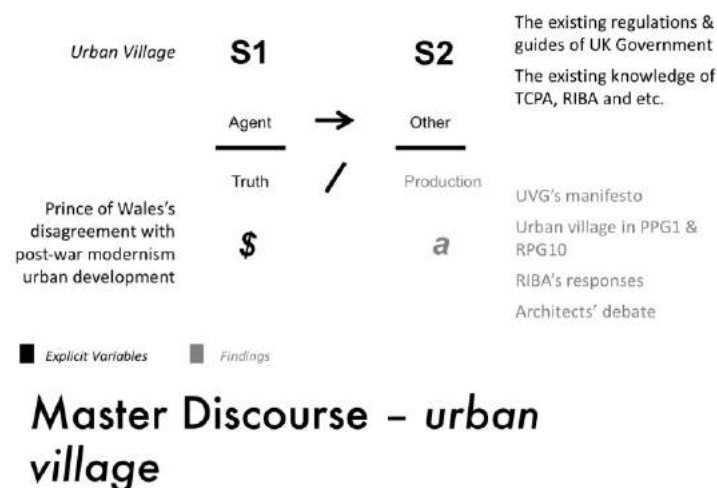 Urban Village
S1
S2
The existing regulations &
guides of UK Government
The existing knowledge of
TCPA, RIBA and etc.
Agent
→
Other
Truth
/
Production
Prince of Wales's
disagreement with
post-war modernism
urban development
$
a
UVG's manifesto
Urban village in PPG1 &
RPG10
RIBA's responses
Architects' debate
Explicit Variables
Findings
Master Discourse – urban
village